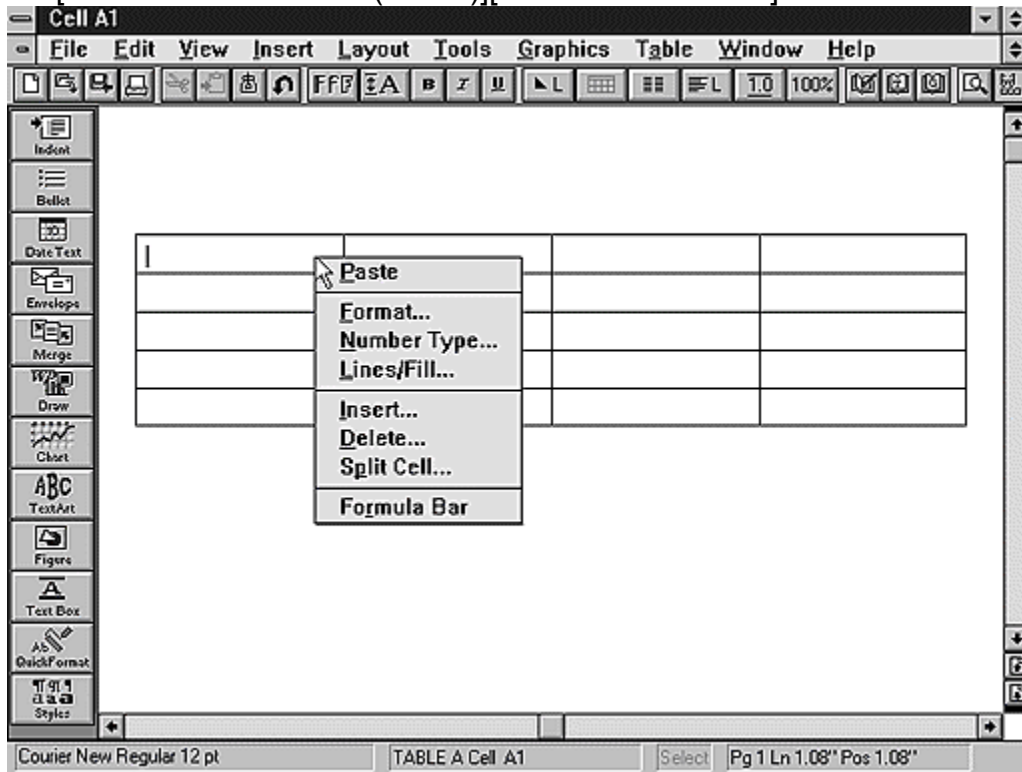 Cell A1
File Edit View Insert Layout Tools Graphics Table Window Help
B I U L L 1.0 100%
Indent
Bullet
Date Text
Envelope
Merge
Draw
Chart
ABC
TextArt
Figure
A
Text Box
QuickFormat
Styles
Paste
Format...
Number Type...
Lines/Fill...
Insert...
Delete...
Split Cell...
Formula Bar
Courier New Regular 12 pt TABLE A Cell A1 Select Pg 1 Ln 1.08" Pos 1.08"